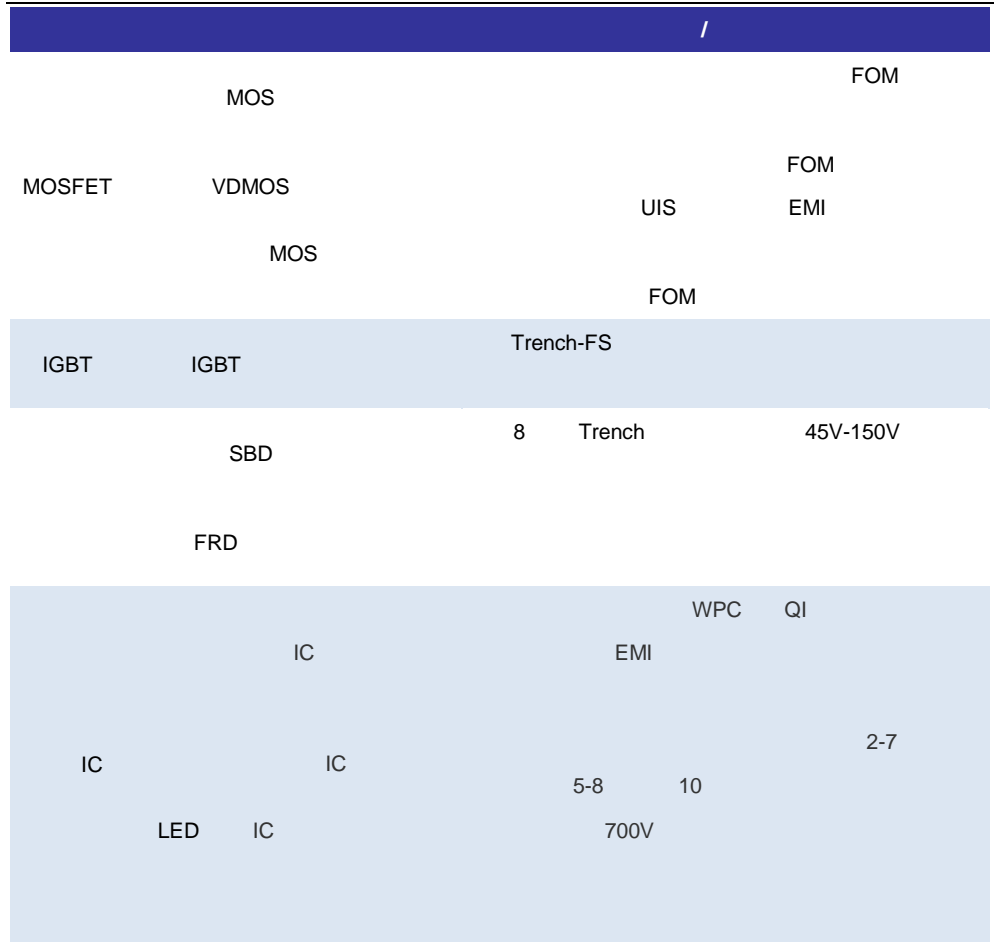 /
FOM
MOS
FOM
MOSFET VDMOS
UIS EMI
MOS
FOM
Trench-FS
IGBT IGBT
8 Trench 45V-150V
SBD
FRD
WPC QI
IC EMI
2-7
IC IC
5-8 10
LED IC 700V